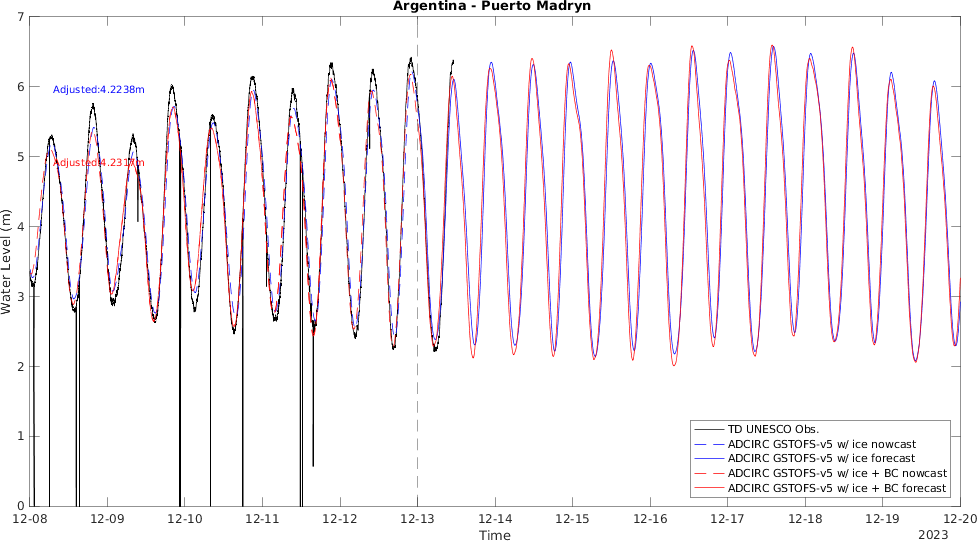 Argentina - Puerto Madryn
7
6
5
4
3
2
1
0
Water Level (m)
Adjusted:4.2238m
Adjusted:4.2317m
TD UNESCO Obs.
ADCIRC GSTOFS-v5 w/ ice nowcast
ADCIRC GSTOFS-v5 w/ ice forecast
ADCIRC GSTOFS-v5 w/ ice + BC nowcast
ADCIRC GSTOFS-v5 w/ ice + BC forecast
12-08 12-09 12-10 12-11 12-12 12-13 12-14 12-15 12-16 12-17 12-18 12-19 12-20
Time
2023